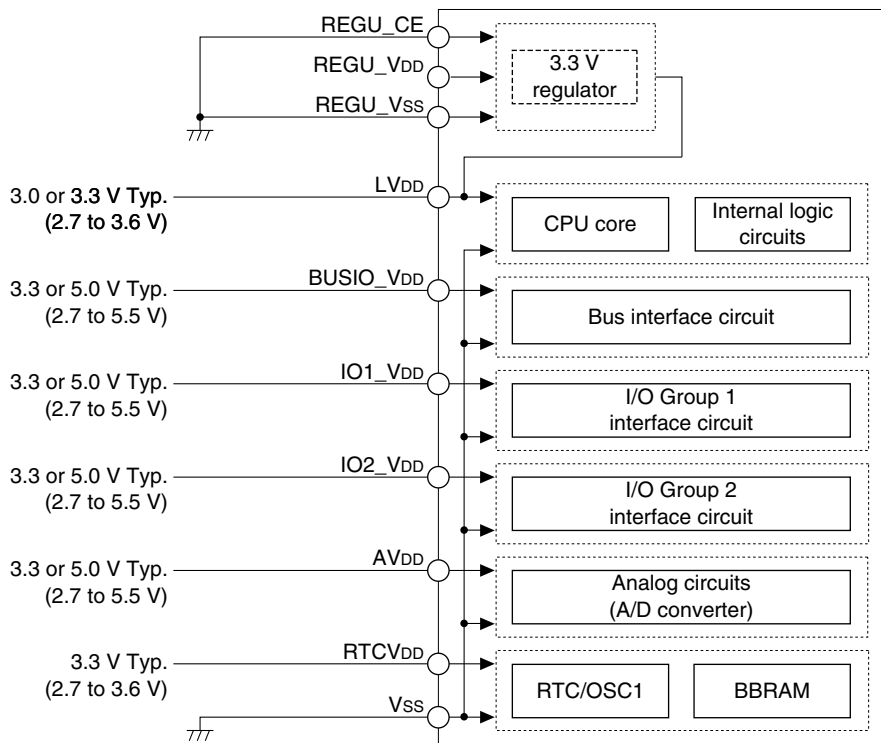 REGU_CE
REGU_VDD
REGU_VSS
3.3 V
regulator
LVDD
3.0 or 3.3 V Typ.
(2.7 to 3.6 V)
CPU core
Internal logic
circuits
BUSIO_VDD
3.3 or 5.0 V Typ.
(2.7 to 5.5 V)
Bus interface circuit
IO1_VDD
3.3 or 5.0 V Typ.
(2.7 to 5.5 V)
I/O Group 1
interface circuit
IO2_VDD
3.3 or 5.0 V Typ.
(2.7 to 5.5 V)
I/O Group 2
interface circuit
AVDD
3.3 or 5.0 V Typ.
(2.7 to 5.5 V)
Analog circuits
(A/D converter)
RTCVDD
3.3 V Typ.
(2.7 to 3.6 V)
RTC/OSC1
BBRAM
VSS